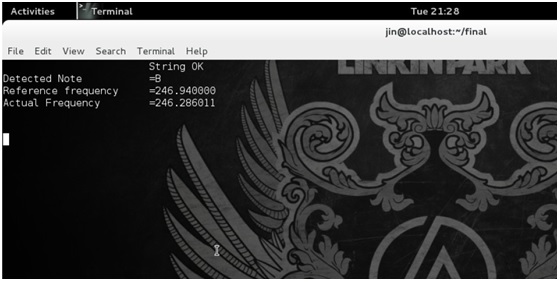 Activities Terminal Tue 21:28
jin@localhost:~/final
File Edit View Search Terminal Help
String OK
Detected Note =B
Reference frequency =246.940000
Actual Frequency =246.286011
LINKIN PARK